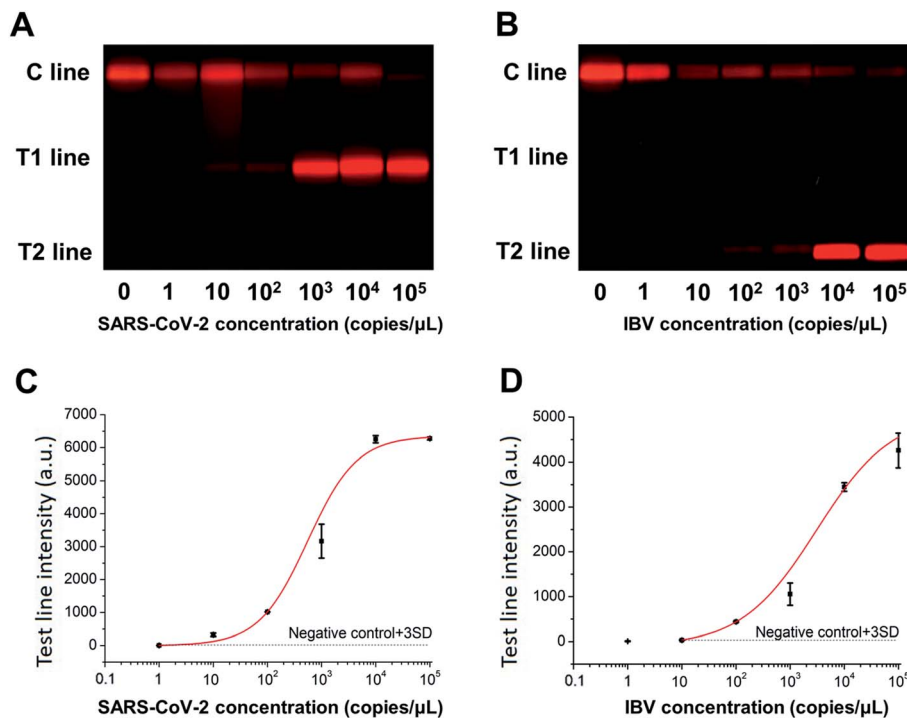 A
C line
T1 line
T2 line
0 1 10 10² 10³ 10⁴ 10⁵
SARS-CoV-2 concentration (copies/µL)
B
C line
T1 line
T2 line
0 1 10 10² 10³ 10⁴ 10⁵
IBV concentration (copies/µL)
C
Test line intensity (a.u.)
7000
6000
5000
4000
3000
2000
1000
0
Negative control+3SD
0.1 1 10 10² 10³ 10⁴ 10⁵
SARS-CoV-2 concentration (copies/µL)
D
Test line intensity (a.u.)
5000
4000
3000
2000
1000
0
Negative control+3SD
0.1 1 10 10² 10³ 10⁴ 10⁵
IBV concentration (copies/µL)